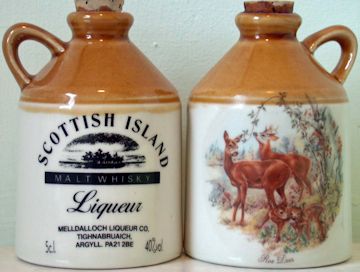 SCOTTISH ISLAND
MALT WHISKY
Liqueur
MELLDALLOCH LIQUEUR CO,
TIGHNABRUAICH,
5cl. ARGYLL. PA21 2BE 40%vol.
Roe Deer